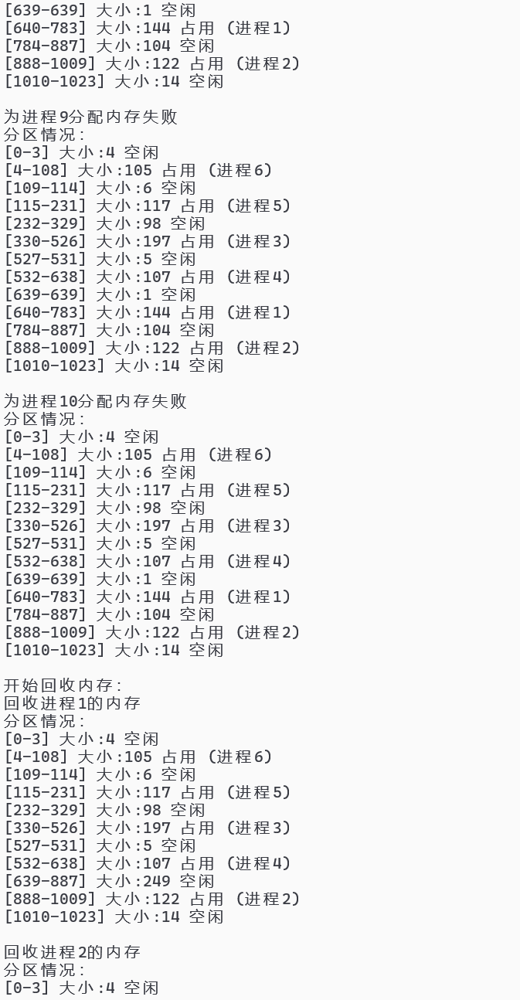 [639-639] 大小:1 空闲
[640-783] 大小:144 占用 (进程1)
[784-887] 大小:104 空闲
[888-1009] 大小:122 占用 (进程2)
[1010-1023] 大小:14 空闲

为进程9分配内存失败
分区情况:
[0-3] 大小:4 空闲
[4-108] 大小:105 占用 (进程6)
[109-114] 大小:6 空闲
[115-231] 大小:117 占用 (进程5)
[232-329] 大小:98 空闲
[330-526] 大小:197 占用 (进程3)
[527-531] 大小:5 空闲
[532-638] 大小:107 占用 (进程4)
[639-639] 大小:1 空闲
[640-783] 大小:144 占用 (进程1)
[784-887] 大小:104 空闲
[888-1009] 大小:122 占用 (进程2)
[1010-1023] 大小:14 空闲

为进程10分配内存失败
分区情况:
[0-3] 大小:4 空闲
[4-108] 大小:105 占用 (进程6)
[109-114] 大小:6 空闲
[115-231] 大小:117 占用 (进程5)
[232-329] 大小:98 空闲
[330-526] 大小:197 占用 (进程3)
[527-531] 大小:5 空闲
[532-638] 大小:107 占用 (进程4)
[639-639] 大小:1 空闲
[640-783] 大小:144 占用 (进程1)
[784-887] 大小:104 空闲
[888-1009] 大小:122 占用 (进程2)
[1010-1023] 大小:14 空闲

开始回收内存:
回收进程1的内存
分区情况:
[0-3] 大小:4 空闲
[4-108] 大小:105 占用 (进程6)
[109-114] 大小:6 空闲
[115-231] 大小:117 占用 (进程5)
[232-329] 大小:98 空闲
[330-526] 大小:197 占用 (进程3)
[527-531] 大小:5 空闲
[532-638] 大小:107 占用 (进程4)
[639-887] 大小:249 空闲
[888-1009] 大小:122 占用 (进程2)
[1010-1023] 大小:14 空闲

回收进程2的内存
分区情况:
[0-3] 大小:4 空闲